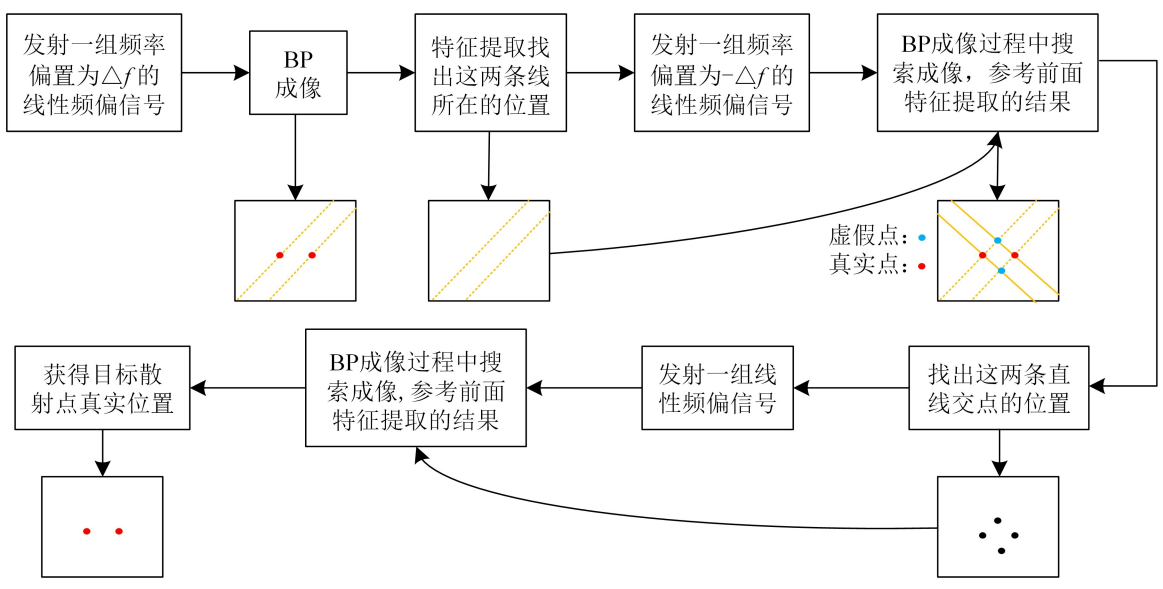 发射一组频率
偏置为△f的
线性频偏信号
BP
成像
特征提取找
出这两条线
所在的位置
发射一组频率
偏置为-△f的
线性频偏信号
BP成像过程中搜
索成像，参考前面
特征提取的结果
虚假点：
真实点：
找出这两条直
线交点的位置
发射一组线
性频偏信号
BP成像过程中搜
索成像,参考前面
特征提取的结果
获得目标散
射点真实位置